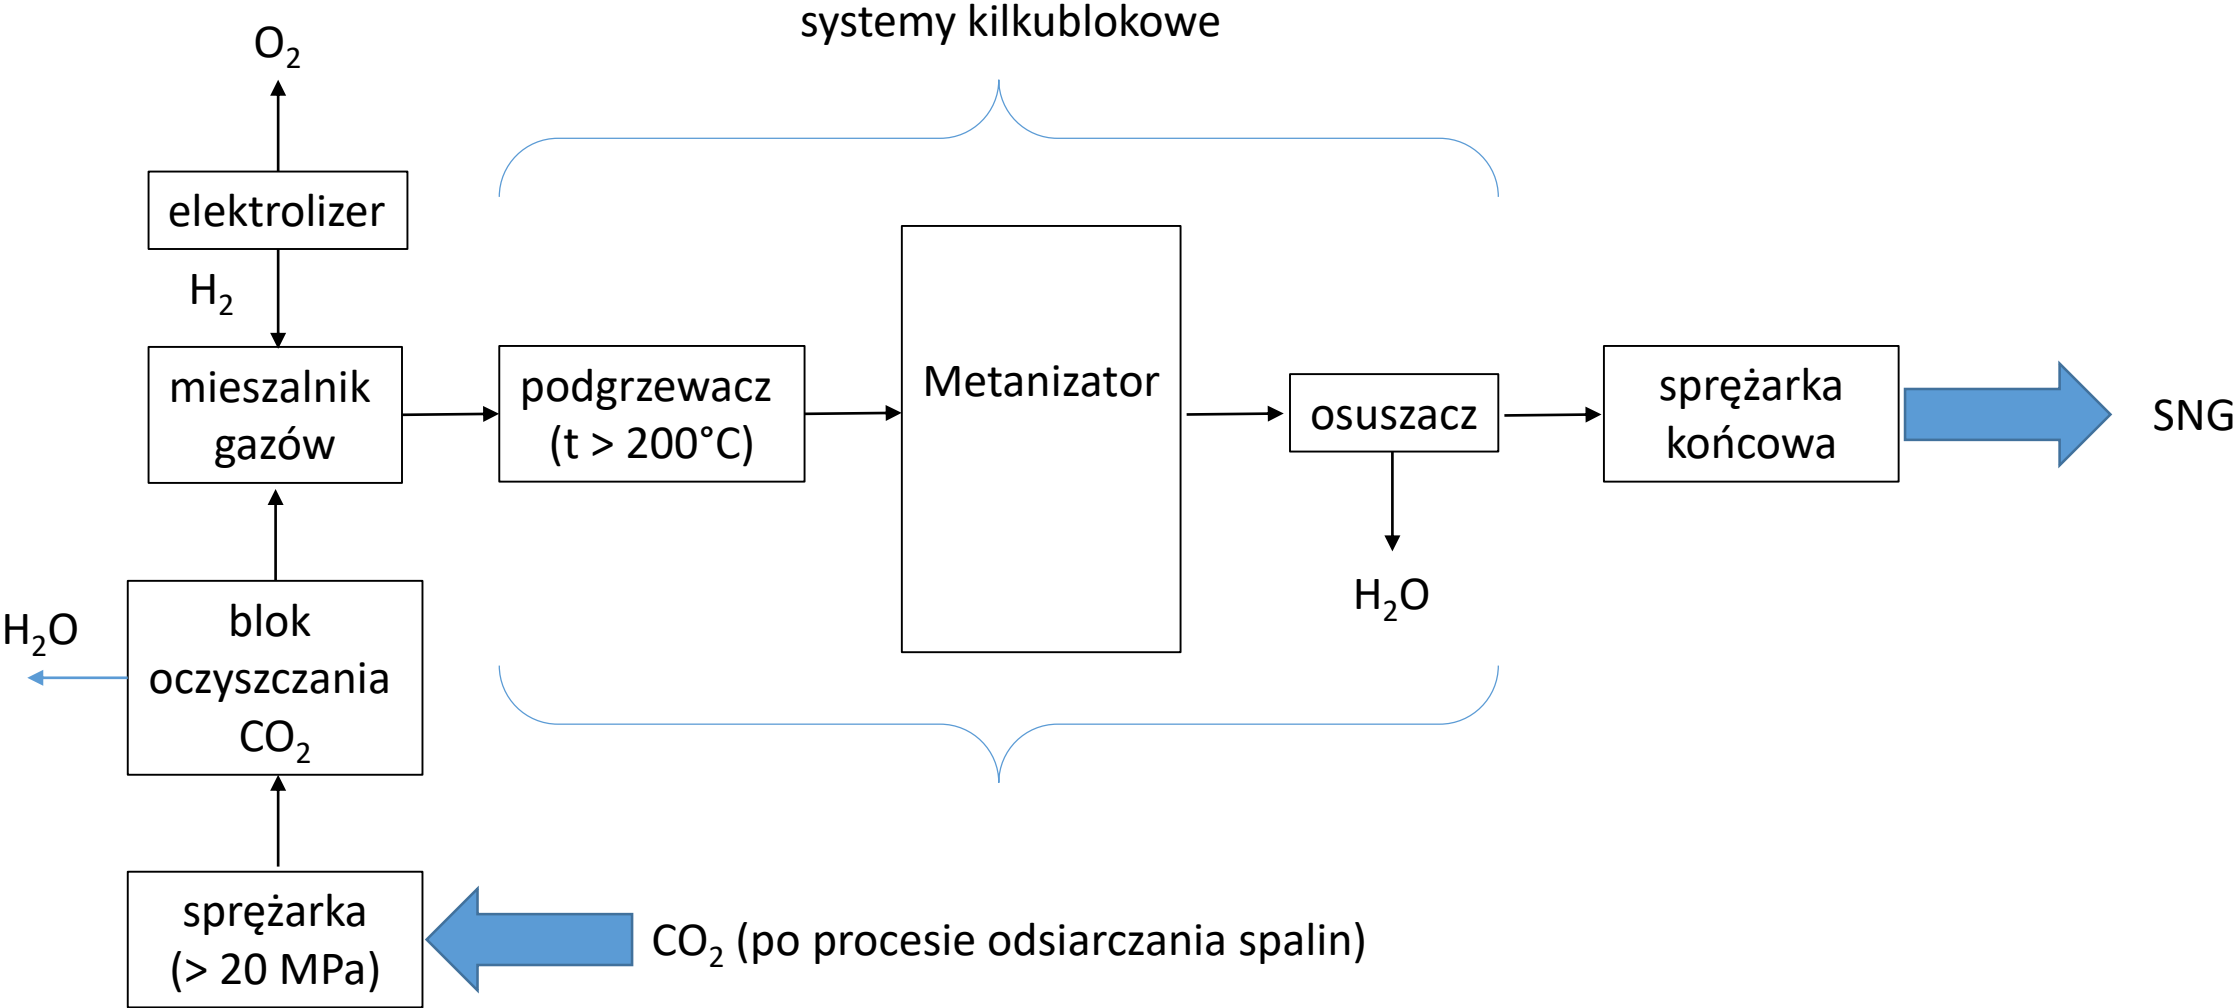 systemy kilkublokowe
O₂
elektrolizer
H₂
mieszalnik
gazów
podgrzewacz
(t > 200°C)
Metanizator
osuszacz
sprężarka
końcowa
SNG
H₂O
H₂O
blok
oczyszczania
CO₂
sprężarka
(> 20 MPa)
CO₂ (po procesie odsiarczania spalin)